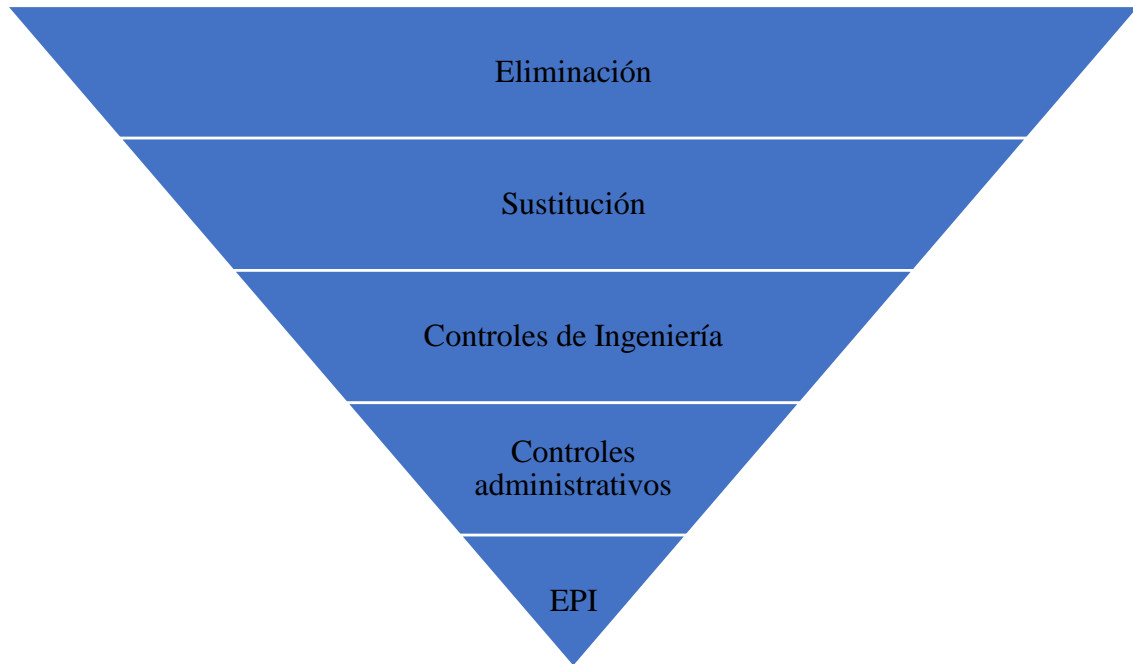 Eliminación
Sustitución
Controles de Ingeniería
Controles
administrativos
EPI